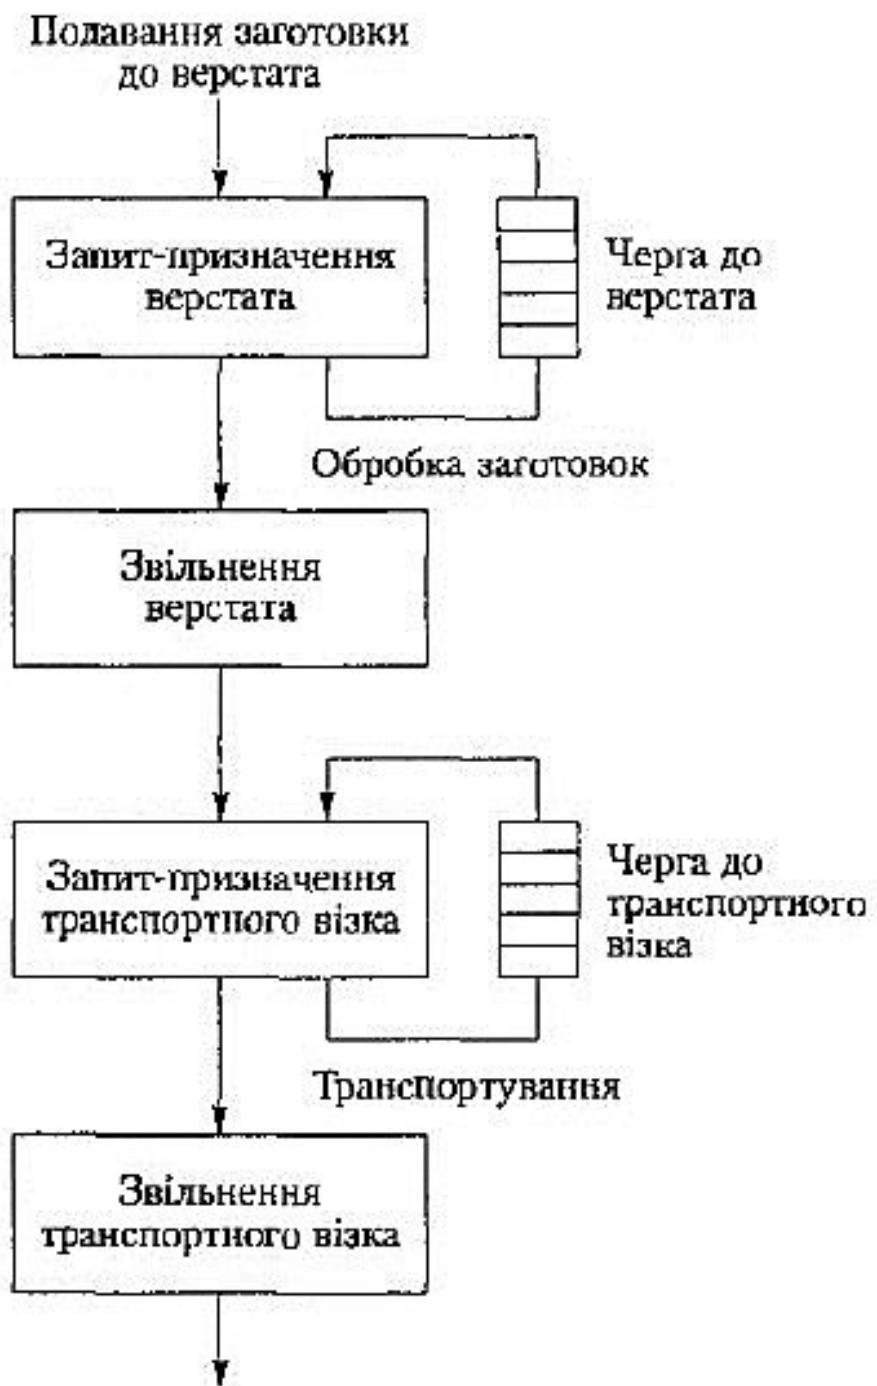 Подавання заготовки
до верстата
Запит-призначення
верстата
Черга до
верстата
Обробка заготовок
Звільнення
верстата
Запит-призначення
транспортного візка
Черга до
транспортного
візка
Транспортування
Звільнення
транспортного візка